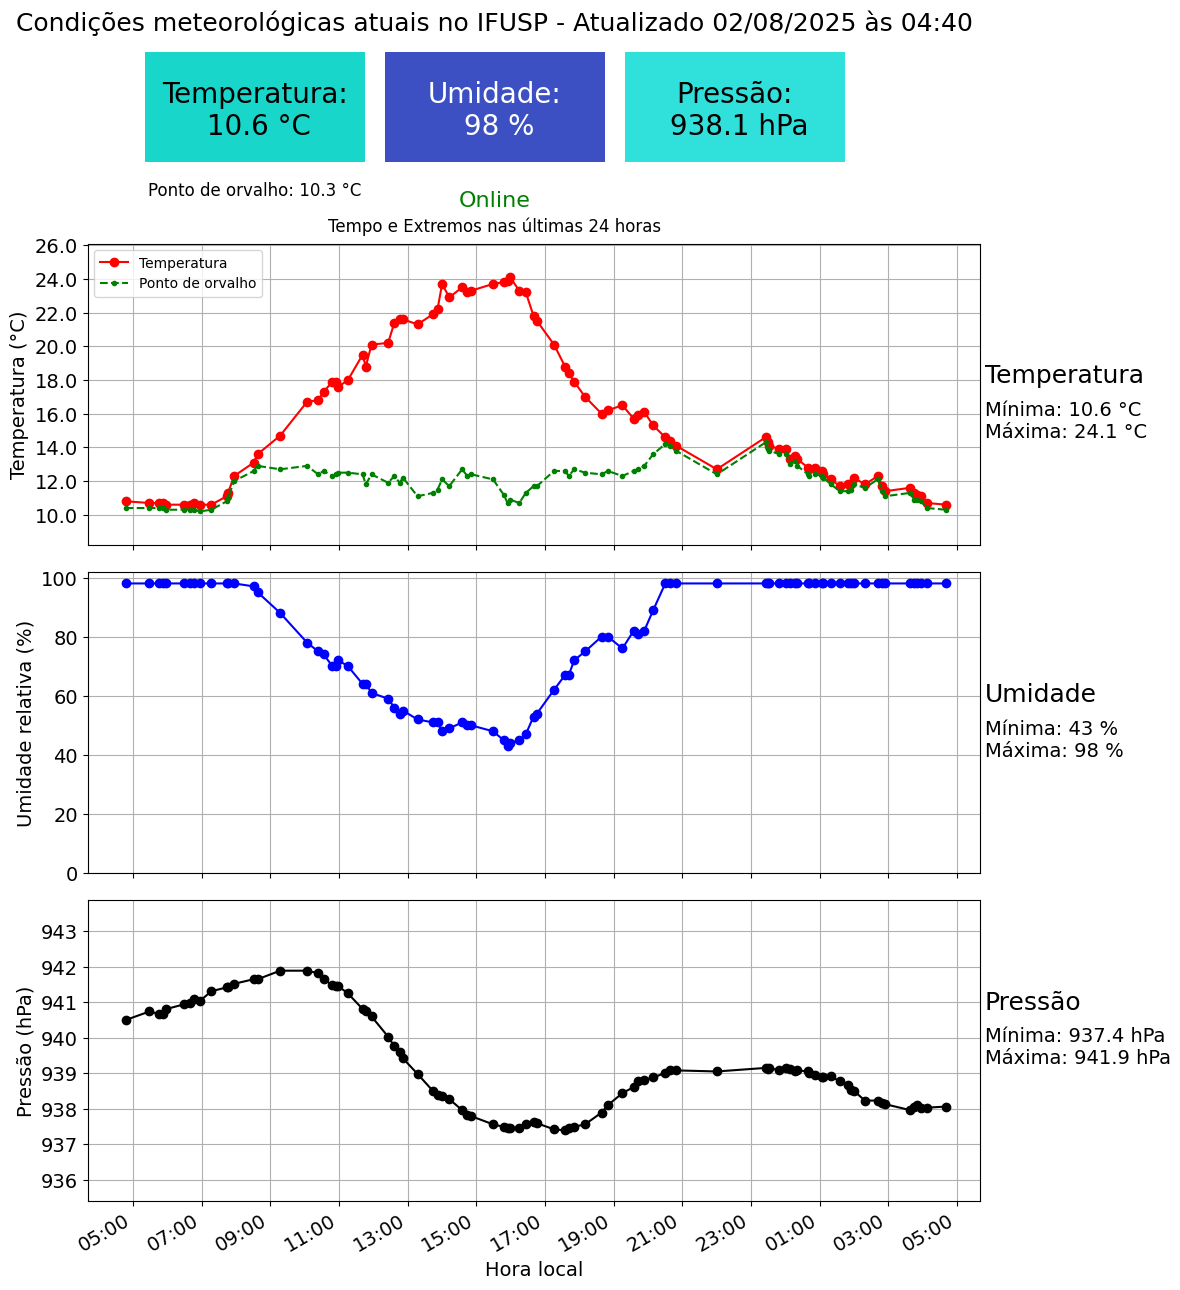 Condições meteorológicas atuais no IFUSP - Atualizado 02/08/2025 às 04:40
Temperatura:
10.6 °C
Umidade:
98 %
Pressão:
938.1 hPa
Ponto de orvalho: 10.3 °C
Online
Tempo e Extremos nas últimas 24 horas
Temperatura
Ponto de orvalho
Temperatura (°C)
26.0
24.0
22.0
20.0
18.0
16.0
14.0
12.0
10.0
Temperatura
Mínima: 10.6 °C
Máxima: 24.1 °C
Umidade relativa (%)
100
80
60
40
20
0
Umidade
Mínima: 43 %
Máxima: 98 %
Pressão (hPa)
943
942
941
940
939
938
937
936
Pressão
Mínima: 937.4 hPa
Máxima: 941.9 hPa
05:00
07:00
09:00
11:00
13:00
15:00
17:00
19:00
21:00
23:00
01:00
03:00
05:00
Hora local